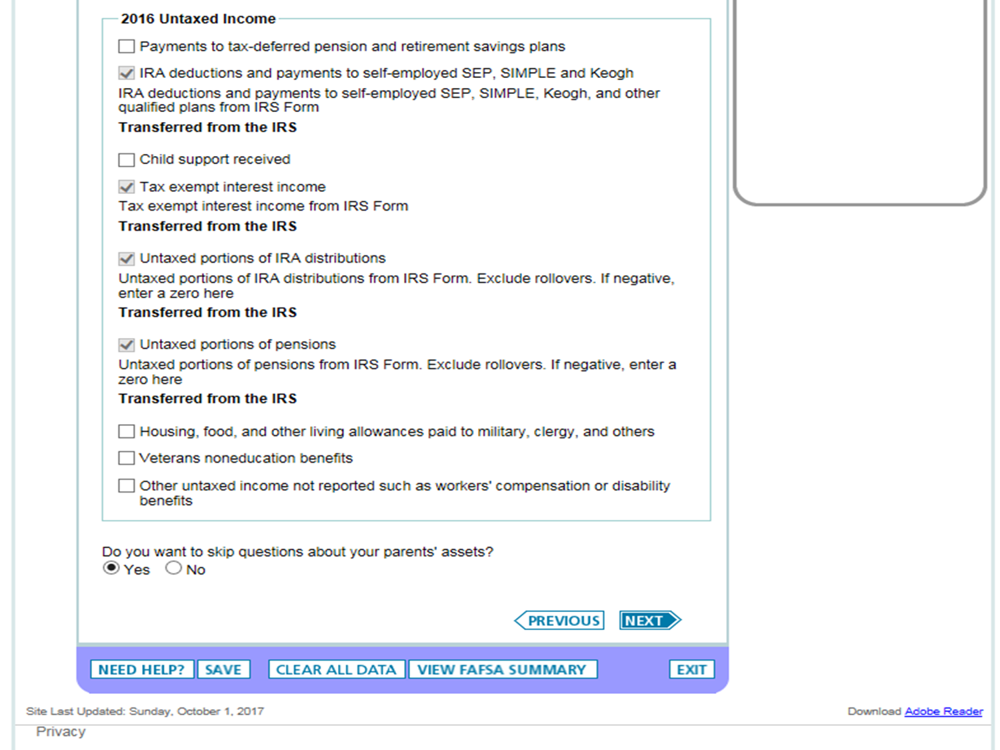 2016 Untaxed Income
Payments to tax-deferred pension and retirement savings plans
IRA deductions and payments to self-employed SEP, SIMPLE and Keogh
IRA deductions and payments to self-employed SEP, SIMPLE, Keogh, and other
qualified plans from IRS Form
Transferred from the IRS
Child support received
Tax exempt interest income
Tax exempt interest income from IRS Form
Transferred from the IRS
Untaxed portions of IRA distributions
Untaxed portions of IRA distributions from IRS Form. Exclude rollovers. If negative,
enter a zero here
Transferred from the IRS
Untaxed portions of pensions
Untaxed portions of pensions from IRS Form. Exclude rollovers. If negative, enter a
zero here
Transferred from the IRS
Housing, food, and other living allowances paid to military, clergy, and others
Veterans noneducation benefits
Other untaxed income not reported such as workers' compensation or disability
benefits
Do you want to skip questions about your parents' assets?
Yes No
PREVIOUS NEXT
NEED HELP? SAVE CLEAR ALL DATA VIEW FAFSA SUMMARY EXIT
Site Last Updated: Sunday, October 1, 2017 Download Adobe Reader
Privacy